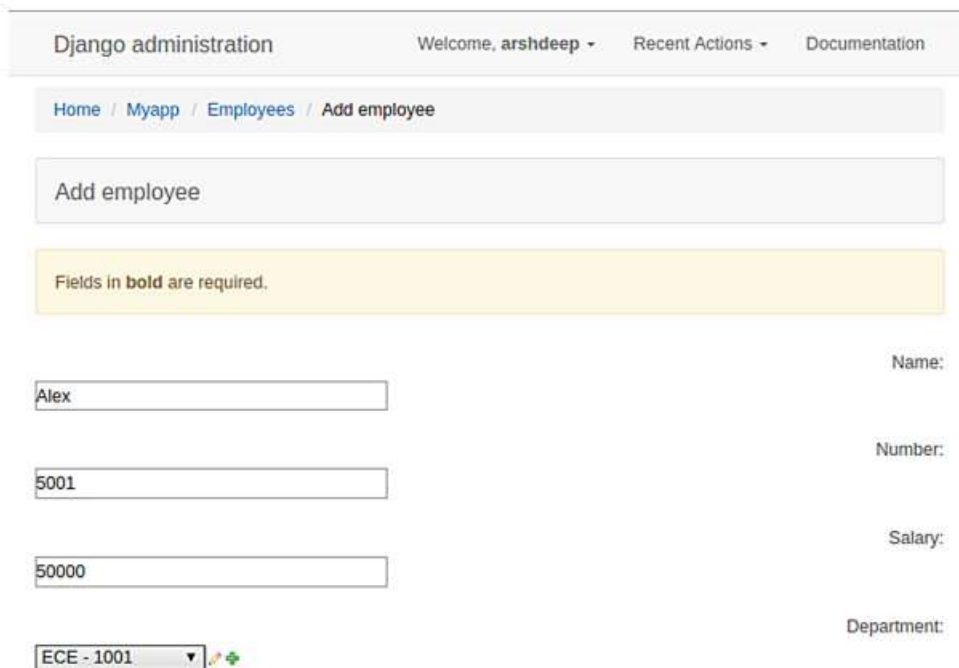 Django administration Welcome, arshdeep Recent Actions Documentation
Home / Myapp / Employees / Add employee
Add employee
Fields in bold are required.
Name:
Alex
Number:
5001
Salary:
50000
Department:
ECE - 1001